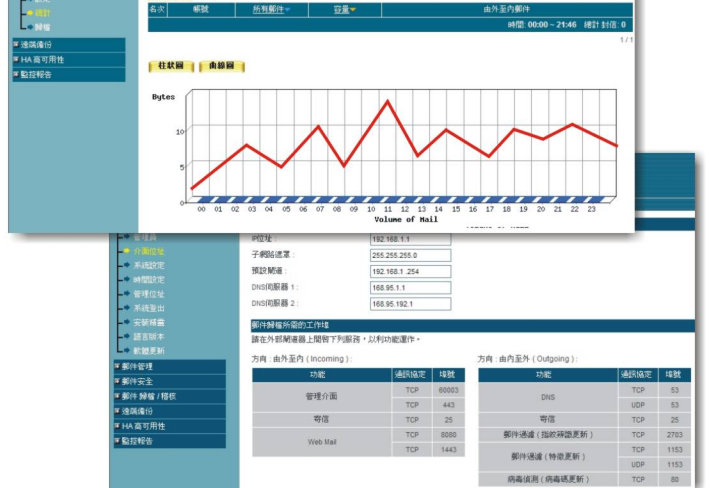 統計
歸檔
遠端備份
HA 高可用性
監控報告
名次 帳號 所有郵件 容量 由外至內郵件
時間: 00:00 ~ 21:46 總計 封信: 0
1 / 1
柱狀圖 曲線圖
Bytes
10
5
0
00 01 02 03 04 05 06 07 08 09 10 11 12 13 14 15 16 17 18 19 20 21 22 23
Volume of Mail
管理員
介面位址
系統設定
時間設定
管理位址
系統登出
安裝精靈
語言版本
軟體更新
郵件管理
郵件安全
郵件 歸檔 / 稽核
遠端備份
HA 高可用性
監控報告
IP位址 : 192.168.1.1
子網路遮罩 : 255.255.255.0
預設閘道 : 192.168.1 .254
DNS伺服器 1 : 168.95.1.1
DNS伺服器 2 : 168.95.192.1
郵件歸檔所需的工作埠
請在外部閘道器上開啟下列服務，以利功能運作。
方向 : 由外至內 ( Incoming ) :
功能 通訊協定 埠號
管理介面 TCP 60003
TCP 443
寄信 TCP 25
Web Mail TCP 8080
TCP 1443
方向 : 由內至外 ( Outgoing ) :
功能 通訊協定 埠號
DNS TCP 53
UDP 53
寄信 TCP 25
郵件過濾 ( 指紋辨識更新 ) TCP 2703
郵件過濾 ( 特徵更新 ) TCP 1153
UDP 1153
病毒偵測 ( 病毒碼更新 ) TCP 80